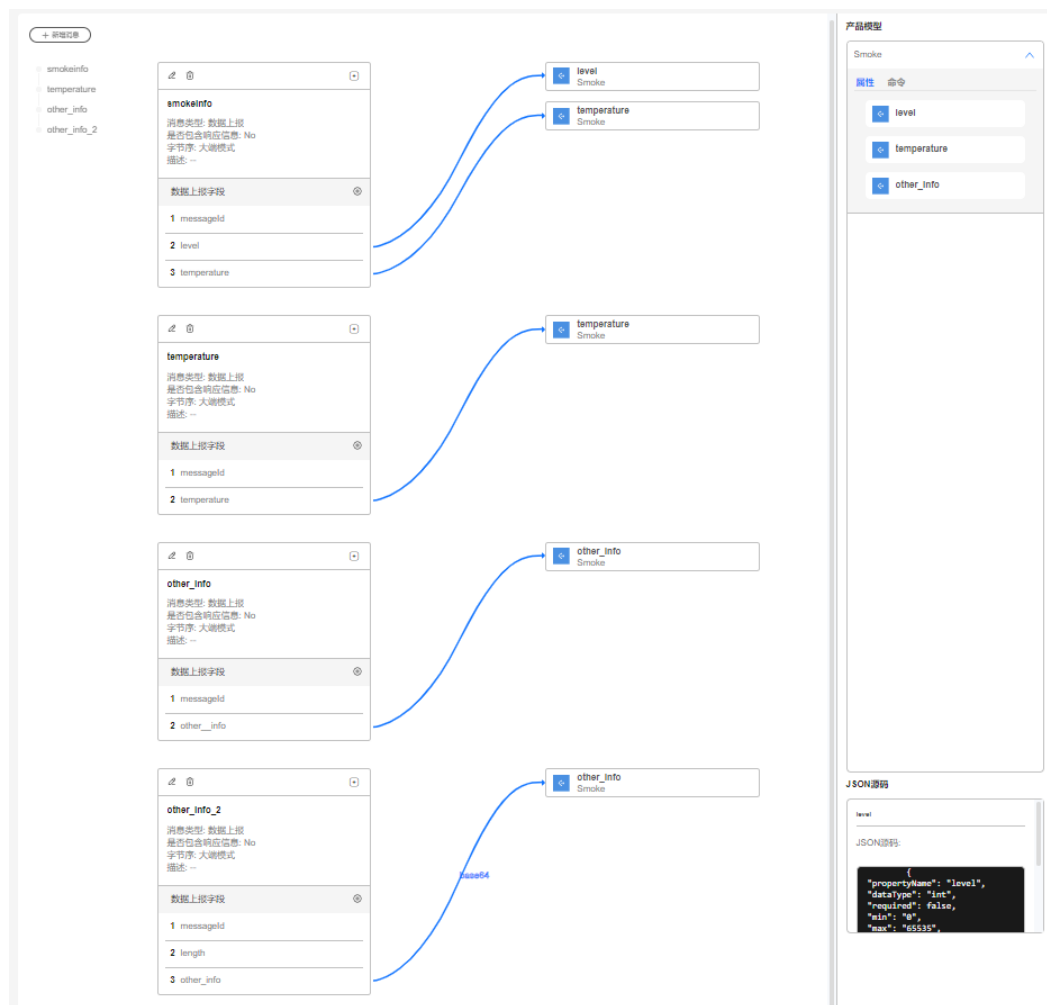 + 新增消息
smokeinfo
temperature
other_info
other_info_2
smokeinfo
消息类型: 数据上报
是否包含响应信息: No
字节序: 大端模式
描述: --
数据上报字段
1 messageId
2 level
3 temperature
level
Smoke
temperature
Smoke
temperature
消息类型: 数据上报
是否包含响应信息: No
字节序: 大端模式
描述: --
数据上报字段
1 messageId
2 temperature
temperature
Smoke
other_info
消息类型: 数据上报
是否包含响应信息: No
字节序: 大端模式
描述: --
数据上报字段
1 messageId
2 other__info
other_info
Smoke
other_info_2
消息类型: 数据上报
是否包含响应信息: No
字节序: 大端模式
描述: --
数据上报字段
1 messageId
2 length
3 other_info
base64
other_info
Smoke
产品模型
Smoke
属性 命令
level
temperature
other_info
JSON源码
level
JSON源码:
{
"propertyName": "level",
"dataType": "int",
"required": false,
"min": "0",
"max": "65535",